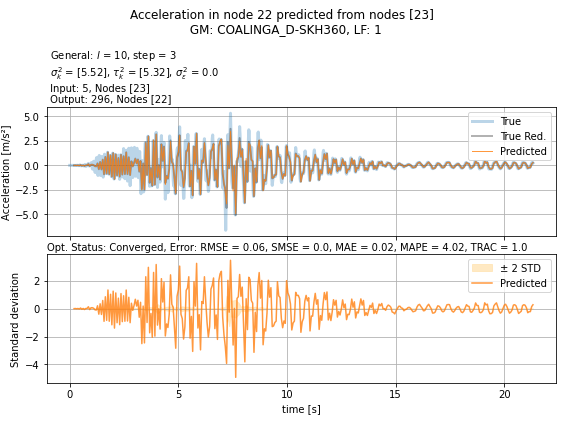 Acceleration in node 22 predicted from nodes [23]
GM: COALINGA_D-SKH360, LF: 1
General: l = 10, step = 3
σ²ₖ = [5.52], τ²ₖ = [5.32], σ²ε = 0.0
Input: 5, Nodes [23]
Output: 296, Nodes [22]
Acceleration [m/s²]
5.0
2.5
0.0
−2.5
−5.0
True
True Red.
Predicted
Opt. Status: Converged, Error: RMSE = 0.06, SMSE = 0.0, MAE = 0.02, MAPE = 4.02, TRAC = 1.0
Standard deviation
2
0
−2
−4
± 2 STD
Predicted
0
5
10
15
20
time [s]